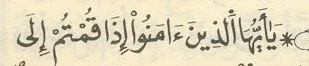 ۞ يَٰٓأَيُّهَا ٱلَّذِينَ ءَامَنُوٓا۟ إِذَا قُمْتُمْ إِلَى